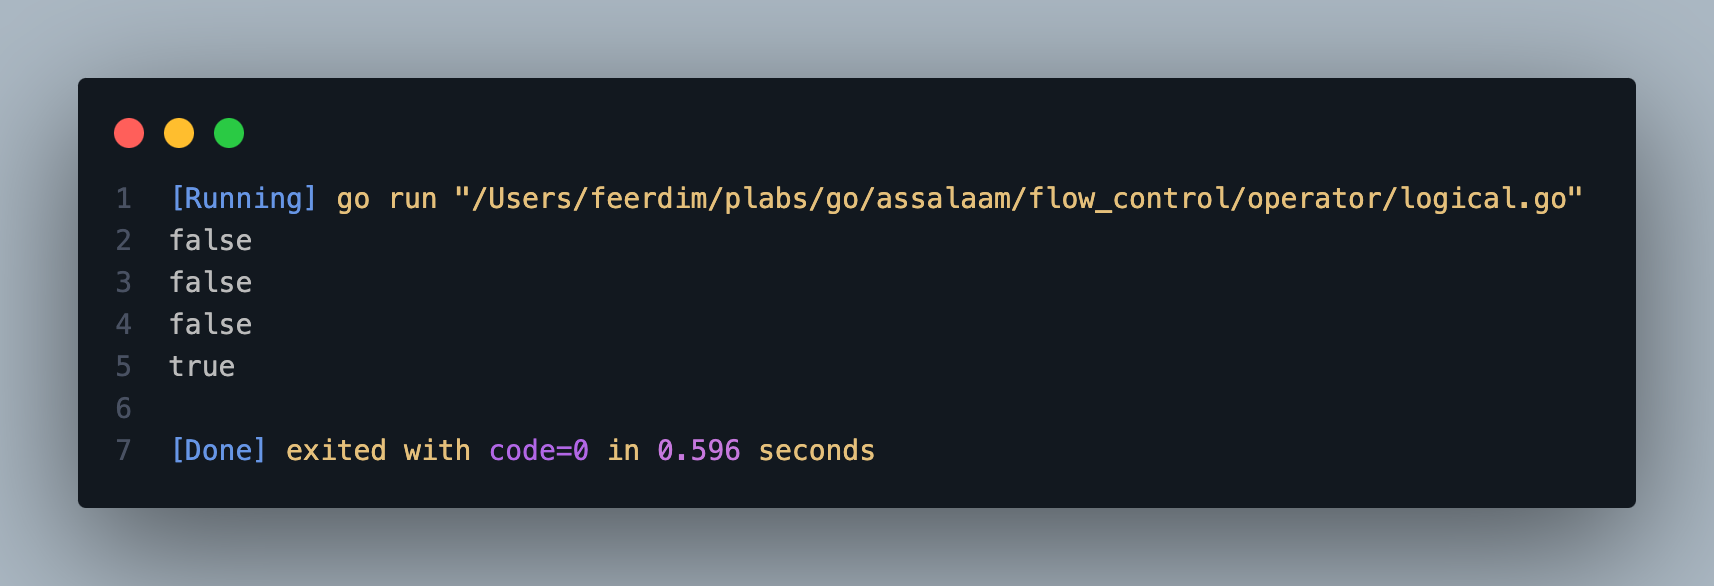 1 [Running] go run "/Users/feerdim/plabs/go/assalaam/flow_control/operator/logical.go"
2 false
3 false
4 false
5 true
6
7 [Done] exited with code=0 in 0.596 seconds